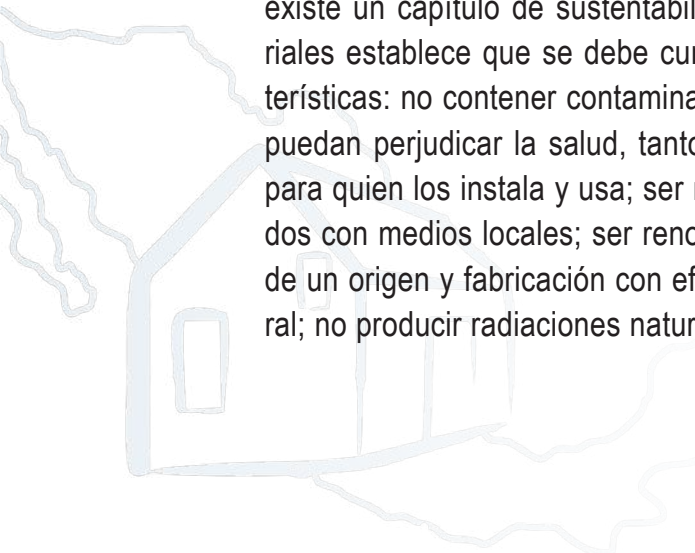 existe un capítulo de sustentabil
riales establece que se debe cu
terísticas: no contener contamina
puedan perjudicar la salud, tanto
para quien los instala y usa; ser
dos con medios locales; ser reno
de un origen y fabricación con ef
ral; no producir radiaciones natur